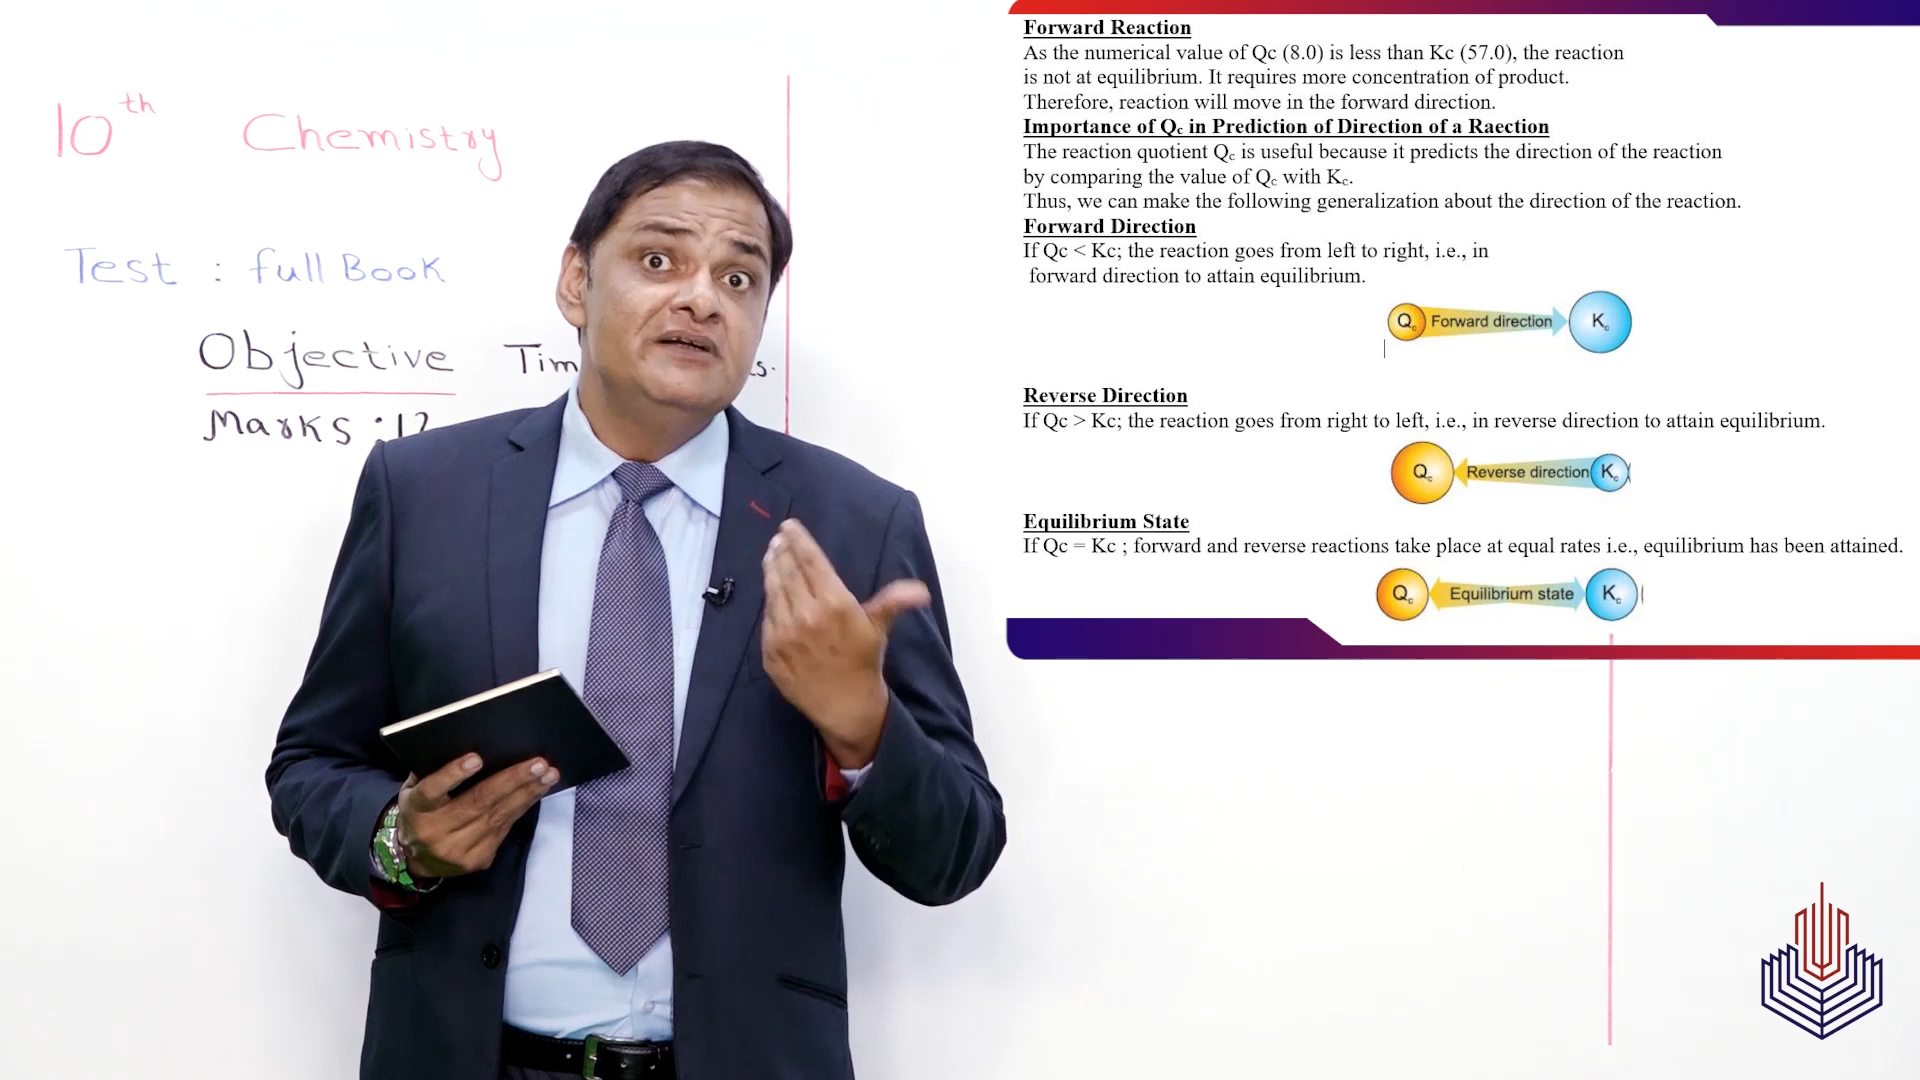 10th Chemistry
Test : full Book
Objective
Marks :
Forward Reaction
As the numerical value of Qc (8.0) is less than Kc (57.0), the reaction
is not at equilibrium. It requires more concentration of product.
Therefore, reaction will move in the forward direction.
Importance of Qc in Prediction of Direction of a Raection
The reaction quotient Qc is useful because it predicts the direction of the reaction
by comparing the value of Qc with Kc.
Thus, we can make the following generalization about the direction of the reaction.
Forward Direction
If Qc < Kc; the reaction goes from left to right, i.e., in
forward direction to attain equilibrium.
Qc Forward direction Kc
Reverse Direction
If Qc > Kc; the reaction goes from right to left, i.e., in reverse direction to attain equilibrium.
Qc Reverse direction Kc
Equilibrium State
If Qc = Kc ; forward and reverse reactions take place at equal rates i.e., equilibrium has been attained.
Qc Equilibrium state Kc